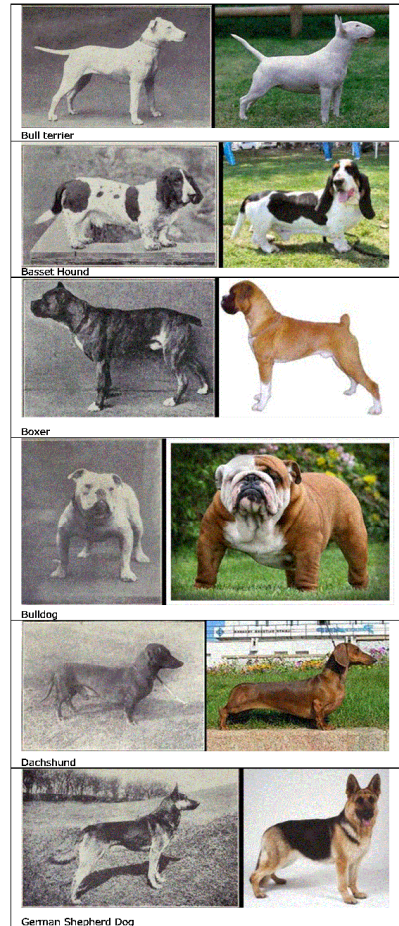 Bull terrier
Basset Hound
Boxer
Bulldog
Dachshund
German Shepherd Dog